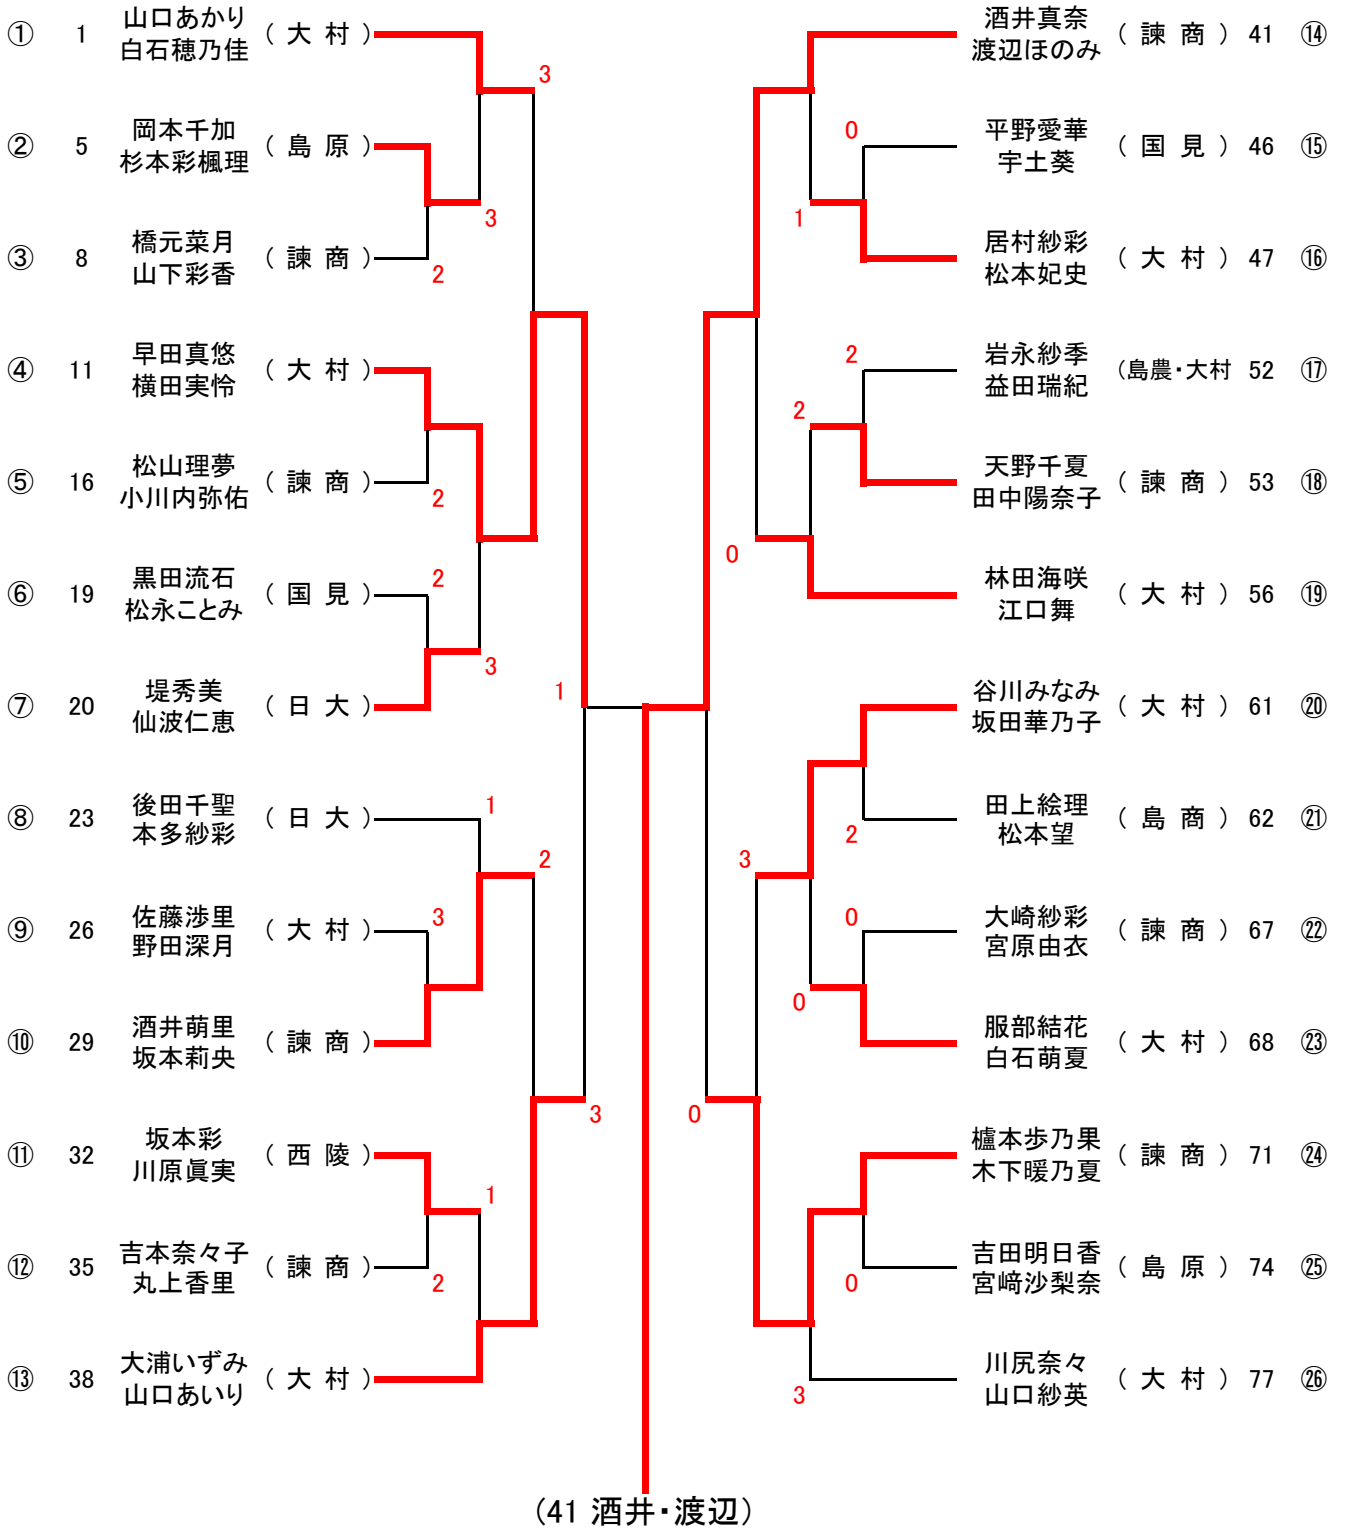 ① 1 山口あかり 白石穂乃佳 (大村)
② 5 岡本千加 杉本彩楓理 (島原)
③ 8 橋元菜月 山下彩香 (諫商)
④ 11 早田真悠 横田実怜 (大村)
⑤ 16 松山理夢 小川内弥佑 (諫商)
⑥ 19 黒田流石 松永ことみ (国見)
⑦ 20 堤秀美 仙波仁恵 (日大)
⑧ 23 後田千聖 本多紗彩 (日大)
⑨ 26 佐藤渉里 野田深月 (大村)
⑩ 29 酒井萌里 坂本莉央 (諫商)
⑪ 32 坂本彩 川原眞実 (西陵)
⑫ 35 吉本奈々子 丸上香里 (諫商)
⑬ 38 大浦いずみ 山口あいり (大村)
3
3
2
2
2
3
1
1
2
3
3
1
2
酒井真奈 渡辺ほのみ (諫商) 41 ⑭
平野愛華 宇土葵 (国見) 46 ⑮
居村紗彩 松本妃史 (大村) 47 ⑯
岩永紗季 益田瑞紀 (島農・大村 52 ⑰
天野千夏 田中陽奈子 (諫商) 53 ⑱
林田海咲 江口舞 (大村) 56 ⑲
谷川みなみ 坂田華乃子 (大村) 61 ⑳
田上絵理 松本望 (島商) 62 ㉑
大崎紗彩 宮原由衣 (諫商) 67 ㉒
服部結花 白石萌夏 (大村) 68 ㉓
櫨本歩乃果 木下暖乃夏 (諫商) 71 ㉔
吉田明日香 宮﨑沙梨奈 (島原) 74 ㉕
川尻奈々 山口紗英 (大村) 77 ㉖
0
1
2
2
0
2
3
0
0
0
0
3
(41 酒井・渡辺)